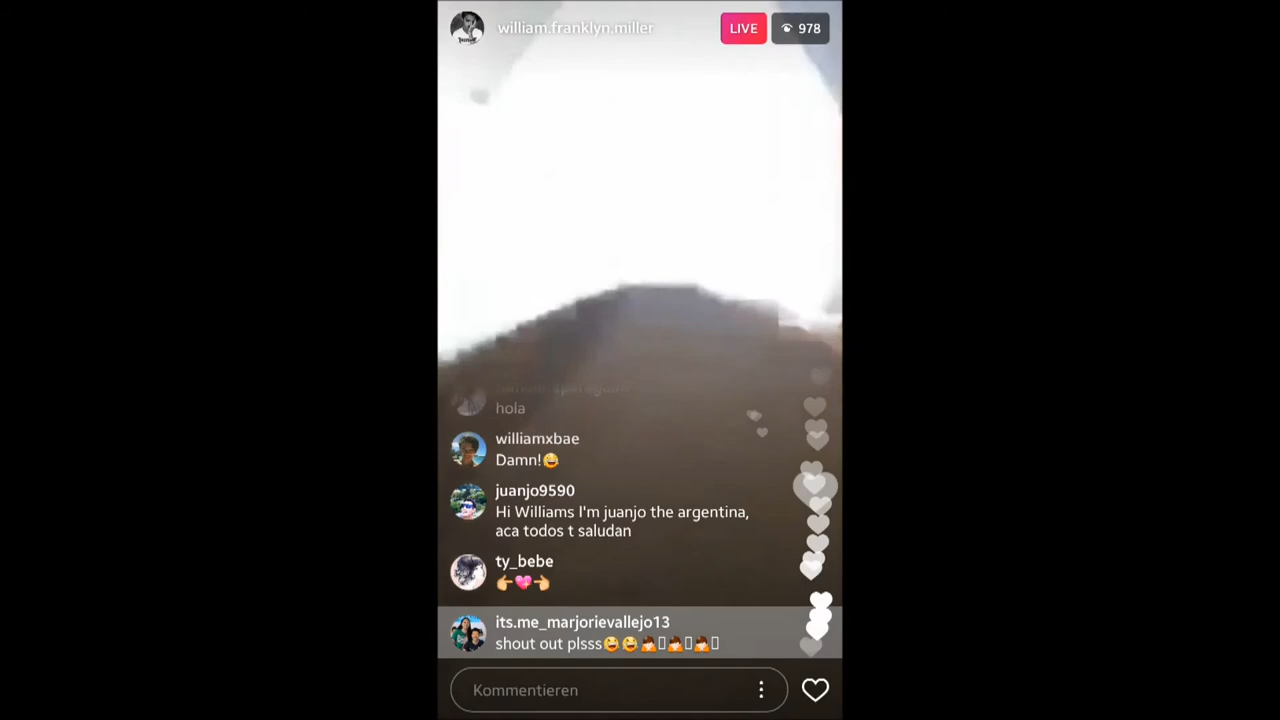 william.franklyn.miller
LIVE
978
hola
williamxbae
Damn!😂
juanjo9590
Hi Williams I'm juanjo the argentina,
aca todos t saludan
ty_bebe
👉💖👈
its.me_marjorievallejo13
shout out plsss😂😂🙇🙇🙇
Kommentieren